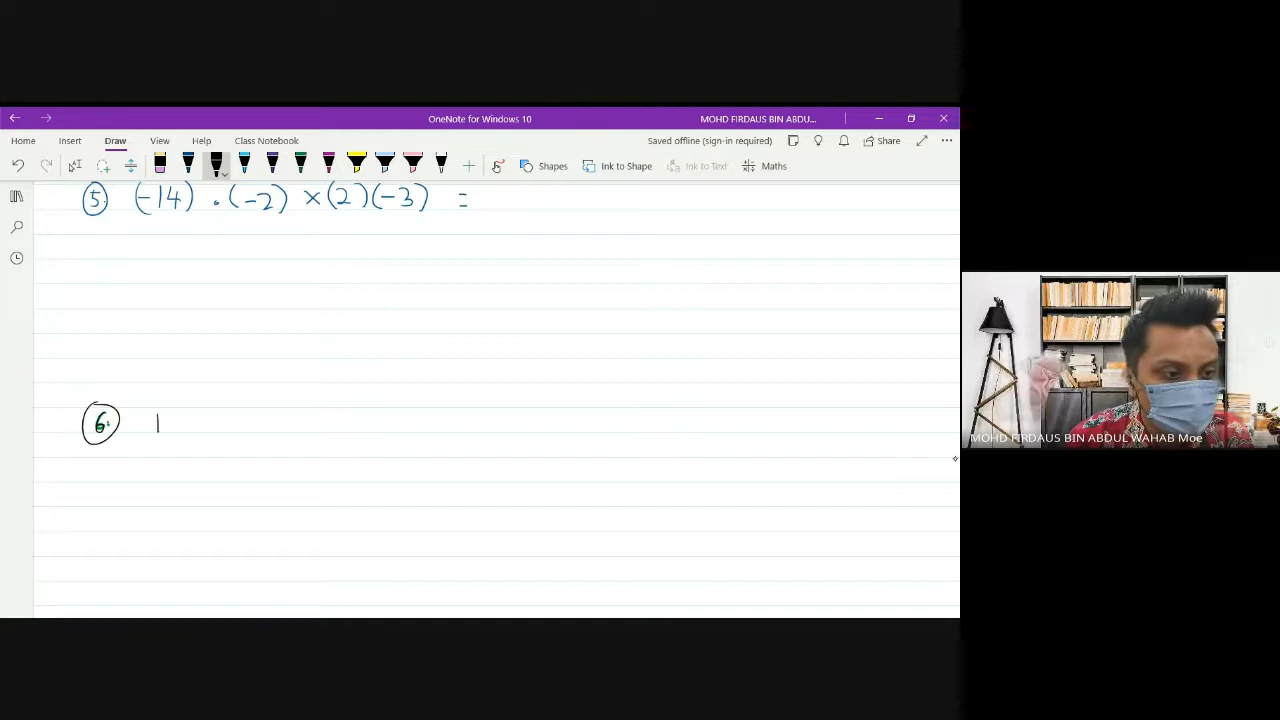 OneNote for Windows 10
MOHD FIRDAUS BIN ABDU...
Home Insert Draw View Help Class Notebook
Saved offline (sign-in required)
Share
Shapes
Ink to Shape
Ink to Text
Maths
5. (-14) . (-2) × (2)(-3) =
6. 1
MOHD FIRDAUS BIN ABDUL WAHAB Moe